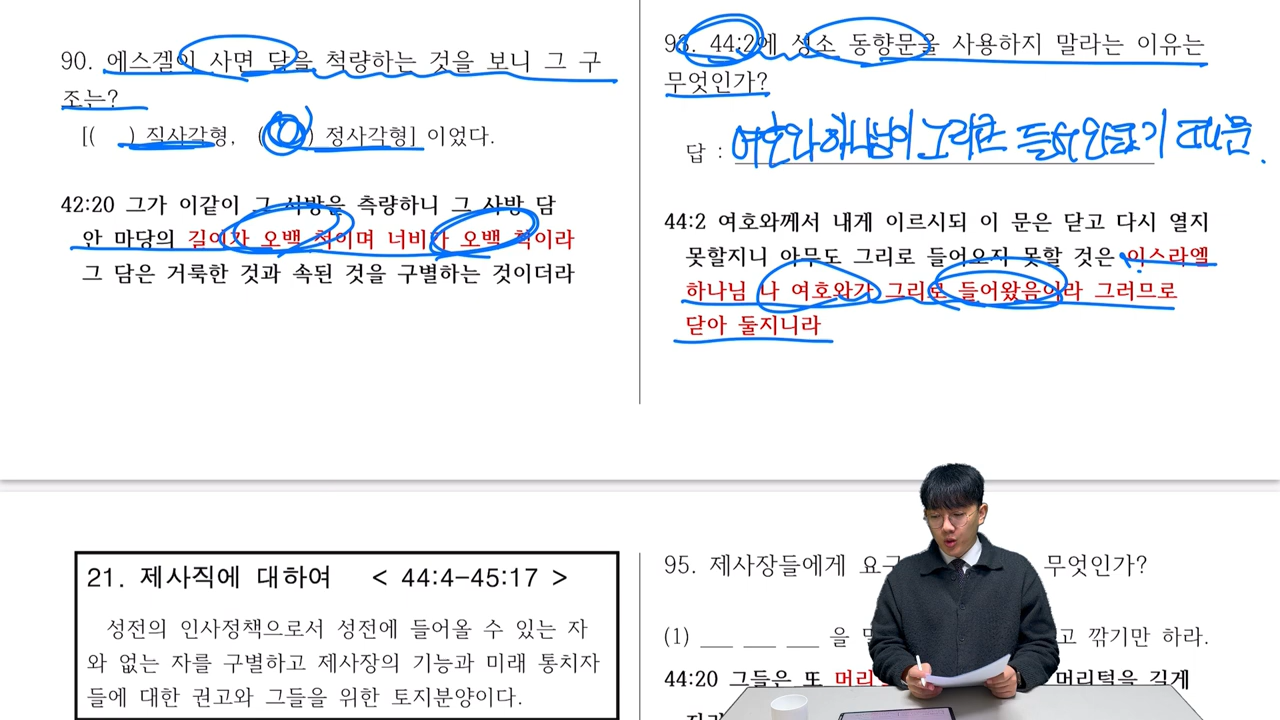 90. 에스겔이 사면 담을 척량하는 것을 보니 그 구
조는?
[(   ) 직사각형,  ( O ) 정사각형] 이었다.
42:20 그가 이같이 그 사방을 측량하니 그 사방 담
안 마당의 길이가 오백 척이며 너비가 오백 척이라
그 담은 거룩한 것과 속된 것을 구별하는 것이더라
93. 44:2에 성소 동향문을 사용하지 말라는 이유는
무엇인가?
답 : 여호와 하나님이 그리로 들어왔기 때문.
44:2 여호와께서 내게 이르시되 이 문은 닫고 다시 열지
못할지니 아무도 그리로 들어오지 못할 것은 이스라엘
하나님 나 여호와가 그리로 들어왔음이라 그러므로
닫아 둘지니라
21. 제사직에 대하여 < 44:4-45:17 >
성전의 인사정책으로서 성전에 들어올 수 있는 자
와 없는 자를 구별하고 제사장의 기능과 미래 통치자
들에 대한 권고와 그들을 위한 토지분양이다.
95. 제사장들에게 무엇인가?
(1) ___ ___ ___ 을 고 깎기만 하라.
44:20 그들은 또 머리털을 길게